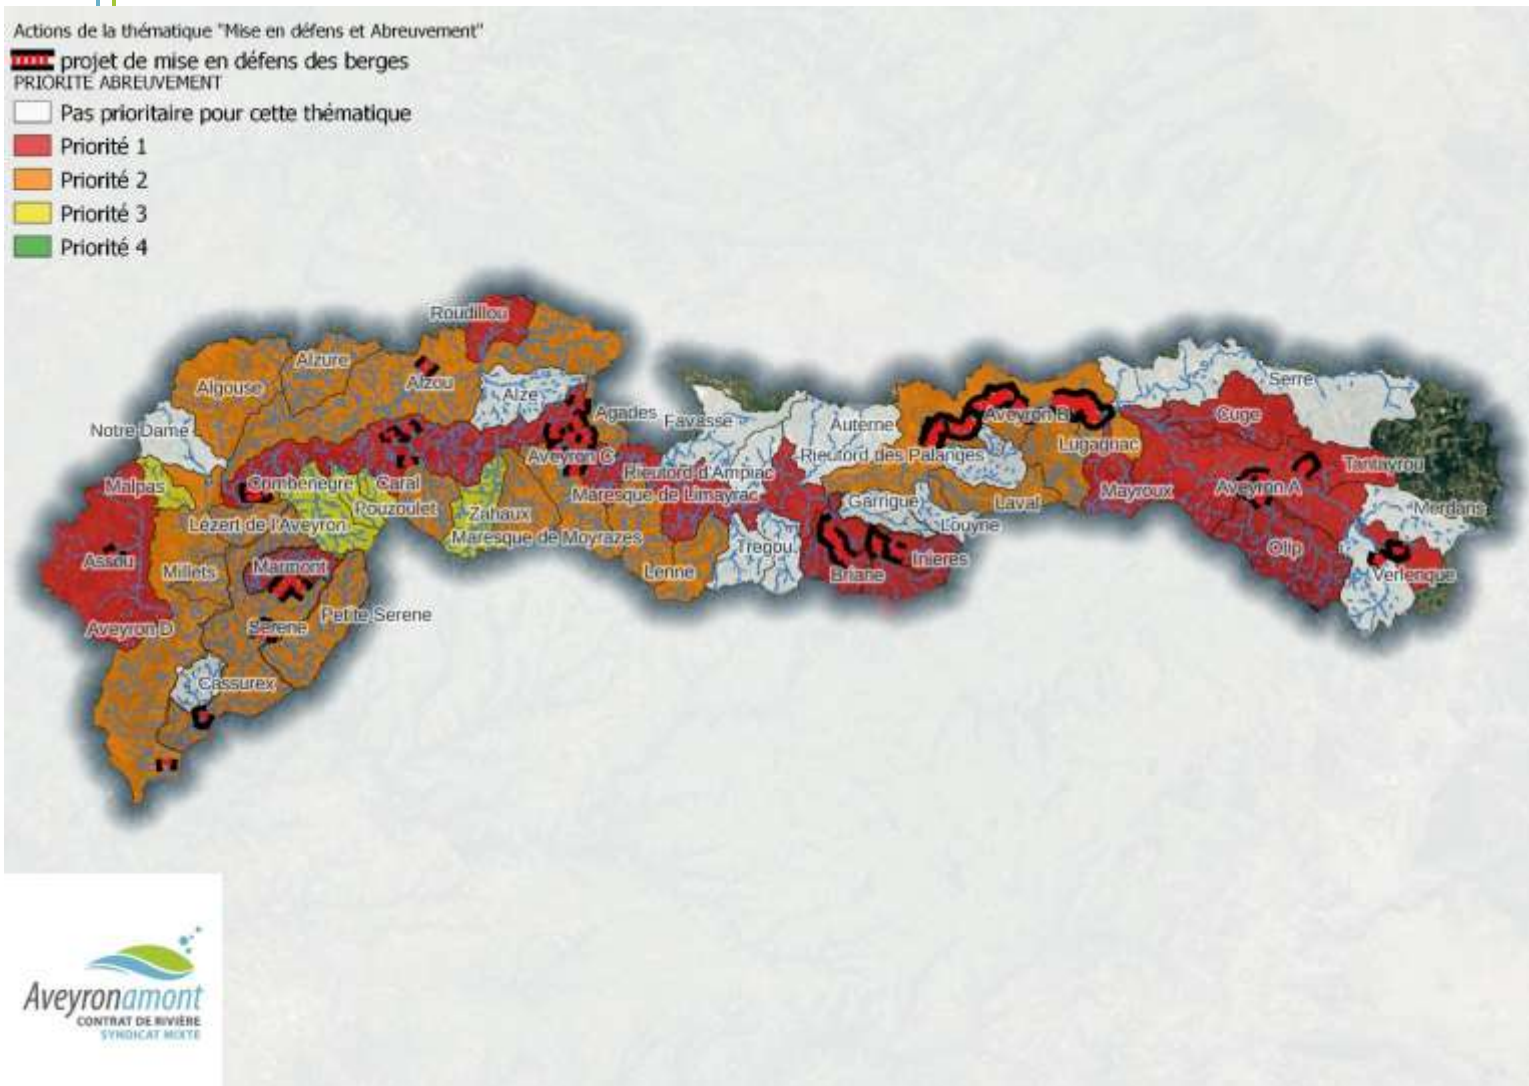 Actions de la thématique "Mise en défens et Abreuvement"
projet de mise en défens des berges
PRIORITE ABREUVEMENT
Pas prioritaire pour cette thématique
Priorité 1
Priorité 2
Priorité 3
Priorité 4
Roudillou
Alzure
Algouse
Alzou
Alze
Agades
Notre Dame
Favasse
Auterne
Aveyron B
Serre
Cuge
Lugagnac
Aveyron C
Rieutord d'Ampiac
Rieutord des Palanges
Tantayrou
Malpas
Combenègre
Caral
Maresque de Limayrac
Garrigue
Laval
Mayroux
Aveyron A
Pouzoulet
Zahaux
Lézert de l'Aveyron
Maresque de Moyrazes
Louyne
Mordans
Assou
Millets
Marmont
Lenne
Tregou
Briane
Inieres
Olip
Verlenque
Aveyron D
Serene
Petite Serene
Cassurex
Aveyronamont
CONTRAT DE RIVIÈRE
SYNDICAT MIXTE